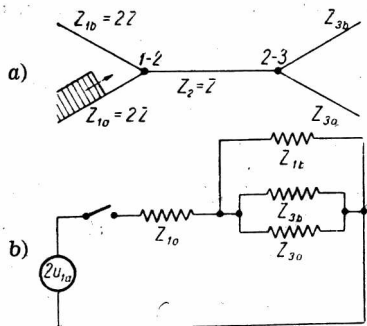 Z₁b = 2Z̄
1-2
2-3
Z₃b
a)
Z₂ = Z̄
Z₁a = 2Z̄
Z₃a
Z₁b
Z₃b
b)
Z₁a
Z₃a
2u₁a